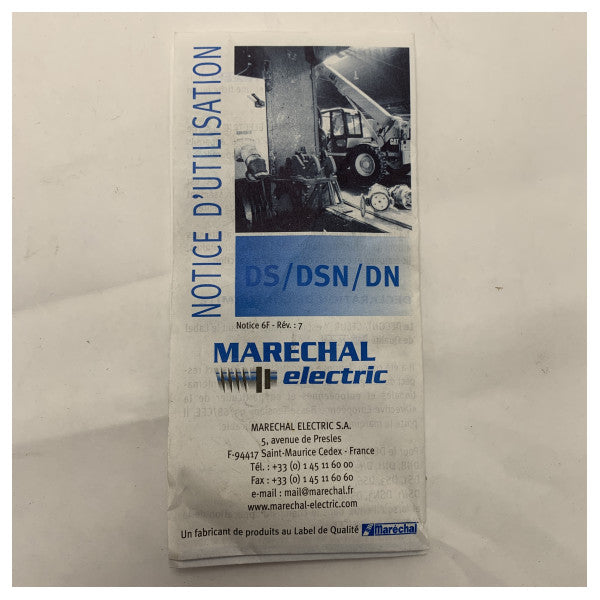 NOTICE D'UTILISATION
CAT
DS/DSN/DN
Notice 6F - Rév. : 7
MARECHAL
electric
MARECHAL ELECTRIC S.A.
5, avenue de Presles
F-94417 Saint-Maurice Cedex - France
Tél. : +33 (0) 1 45 11 60 00
Fax : +33 (0) 1 45 11 60 60
e-mail : mail@marechal.fr
www.marechal-electric.com
Un fabricant de produits au Label de Qualité Maréchal